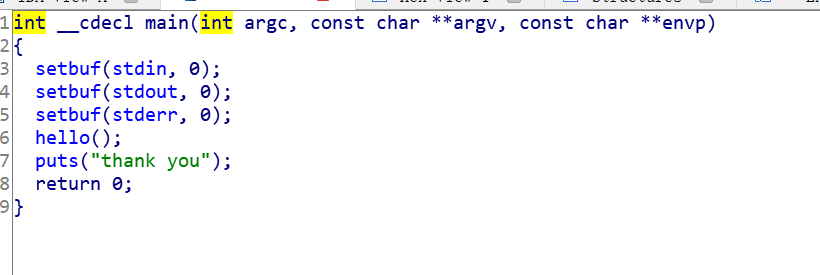 1 int __cdecl main(int argc, const char **argv, const char **envp)
2 {
3   setbuf(stdin, 0);
4   setbuf(stdout, 0);
5   setbuf(stderr, 0);
6   hello();
7   puts("thank you");
8   return 0;
9 }